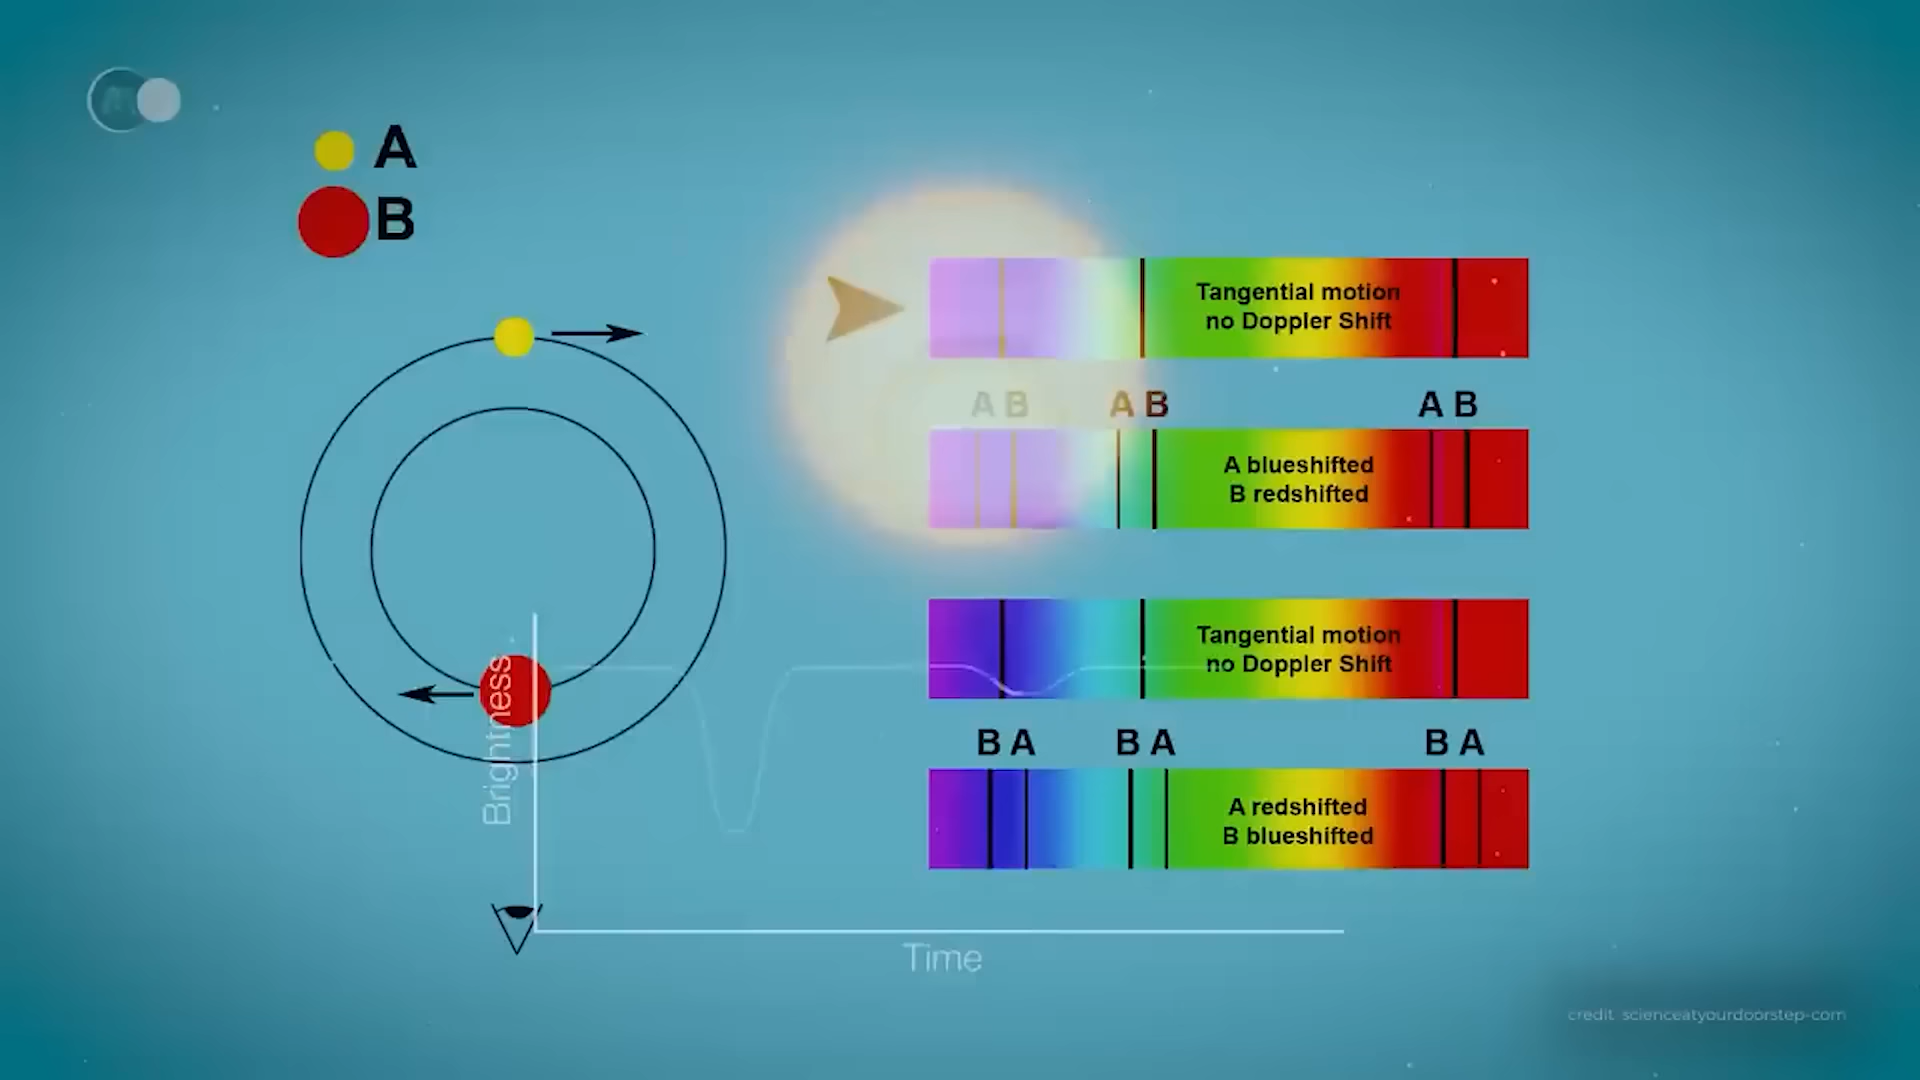 A
B
Tangential motion
no Doppler Shift
A B A B A B
A blueshifted
B redshifted
Tangential motion
no Doppler Shift
B A B A B A
A redshifted
B blueshifted
Brightness
Time
credit scienceatyourdoorstep-com